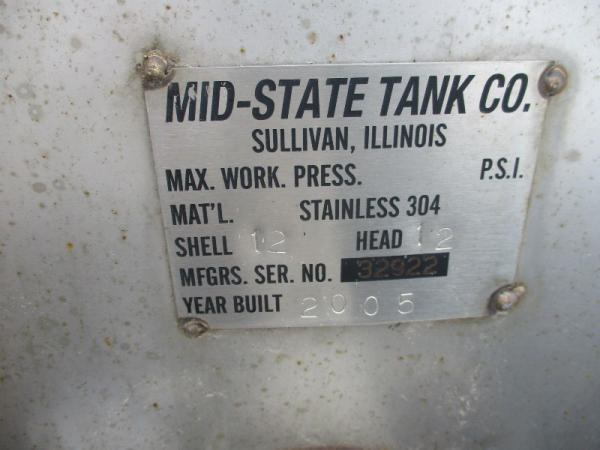 MID-STATE TANK CO.
SULLIVAN, ILLINOIS
MAX. WORK. PRESS. P.S.I.
MAT'L. STAINLESS 304
SHELL 12 HEAD 12
MFGRS. SER. NO. 32922
YEAR BUILT 2005